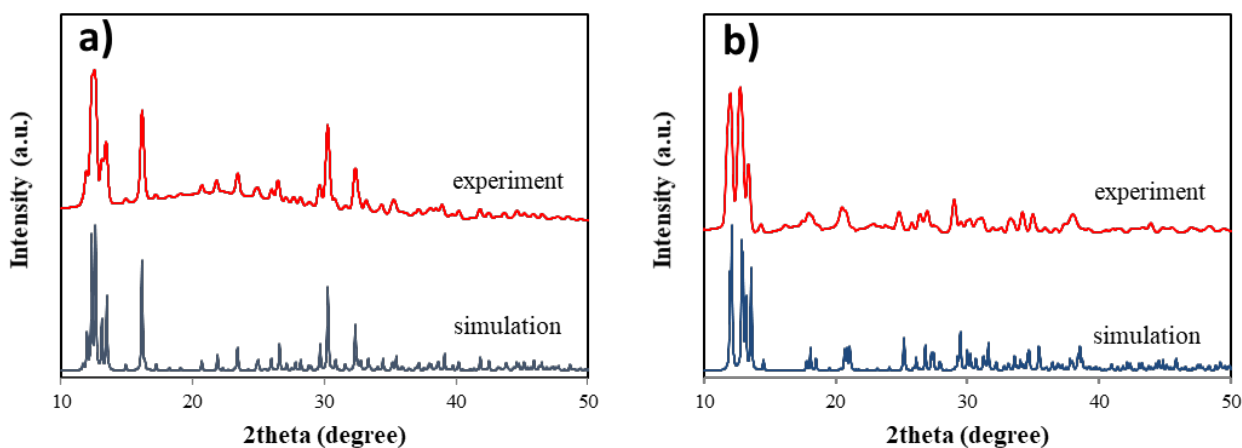 a)
Intensity (a.u.)
experiment
simulation
10 20 30 40 50
2theta (degree)
b)
Intensity (a.u.)
experiment
simulation
10 20 30 40 50
2theta (degree)